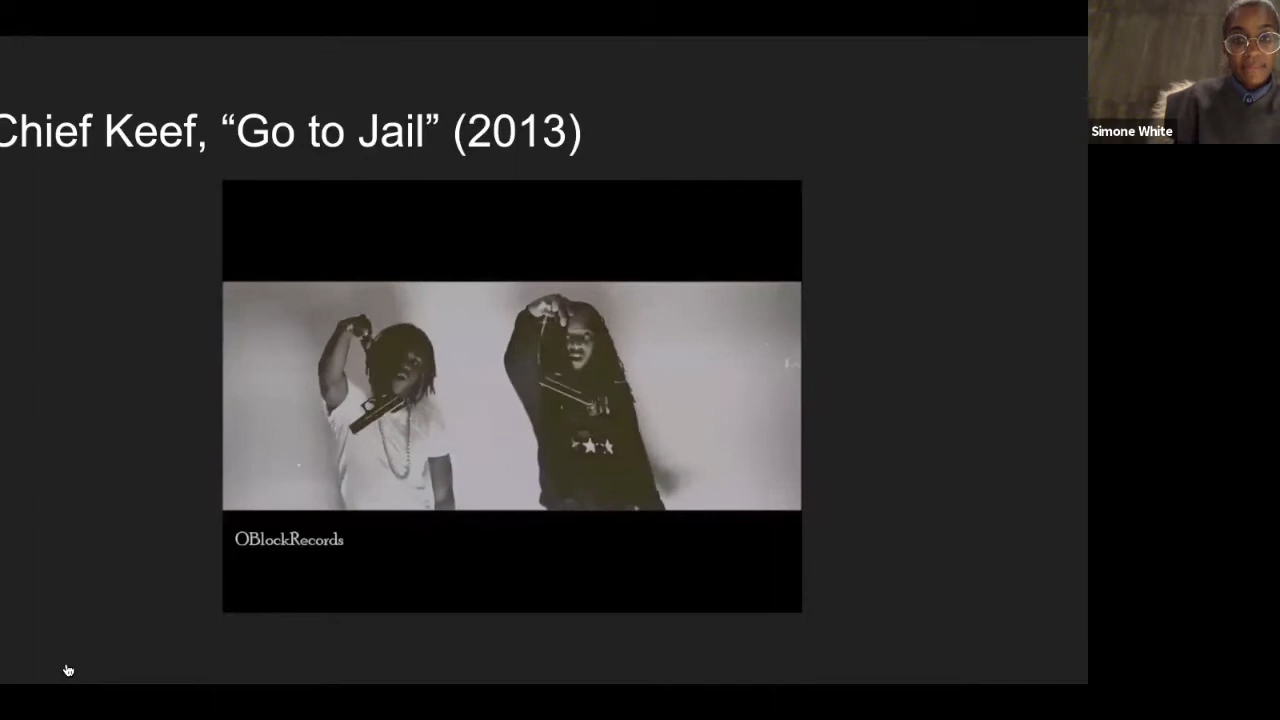 Chief Keef, “Go to Jail” (2013)
Simone White
OBlockRecords